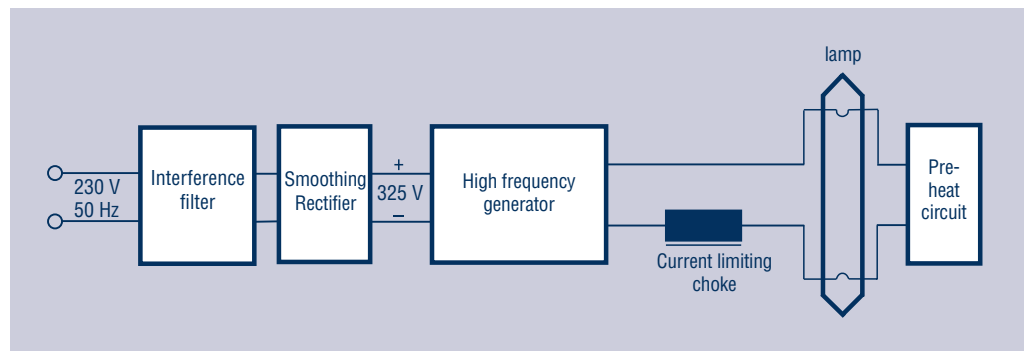 lamp
230 V
50 Hz
Interference
filter
Smoothing
Rectifier
+
325 V
–
High frequency
generator
Current limiting
choke
Pre-
heat
circuit